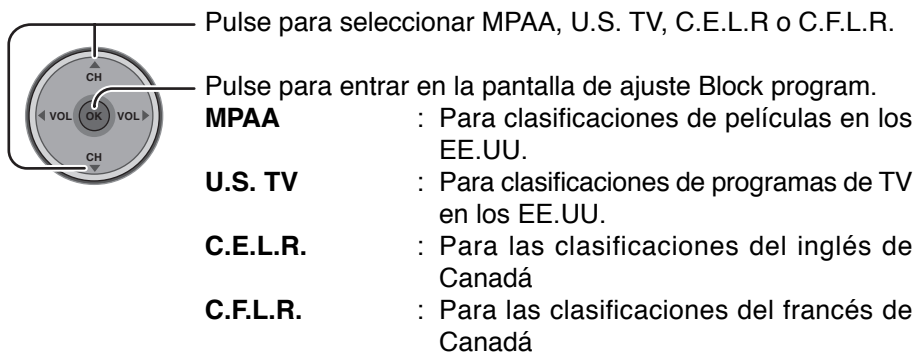 Pulse para seleccionar MPAA, U.S. TV, C.E.L.R o C.F.L.R.
CH
VOL OK VOL
CH
Pulse para entrar en la pantalla de ajuste Block program.
MPAA : Para clasificaciones de películas en los
EE.UU.
U.S. TV : Para clasificaciones de programas de TV
en los EE.UU.
C.E.L.R. : Para las clasificaciones del inglés de
Canadá
C.F.L.R. : Para las clasificaciones del francés de
Canadá